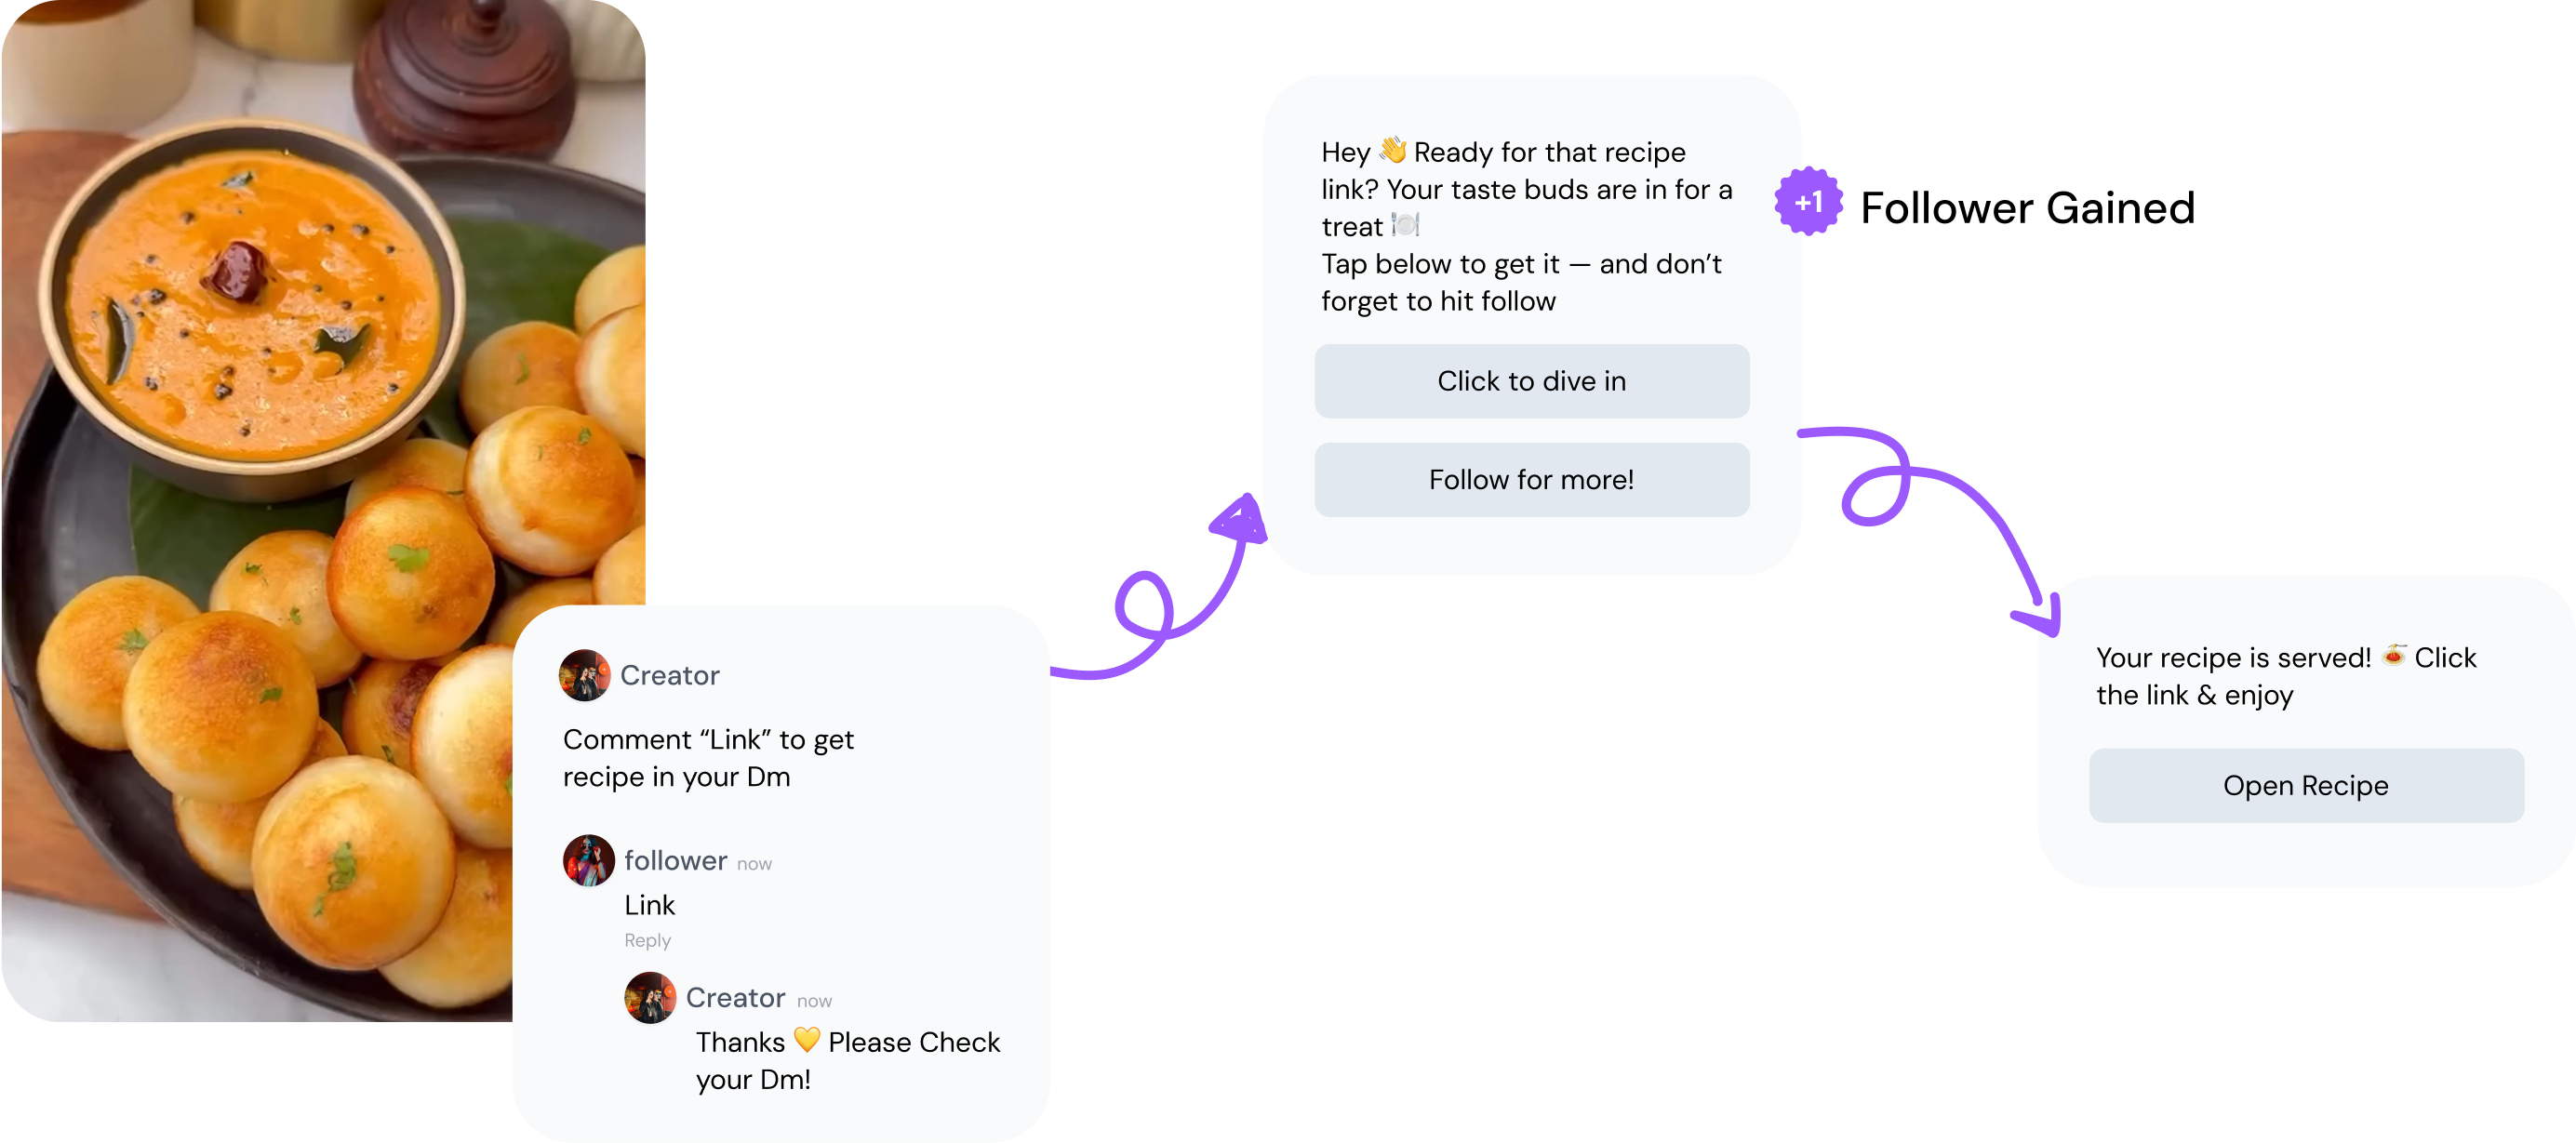 Creator
Comment “Link” to get
recipe in your Dm
follower now
Link
Reply
Creator now
Thanks 💛 Please Check
your Dm!
Hey 👋 Ready for that recipe
link? Your taste buds are in for a
treat 🍽️
Tap below to get it — and don’t
forget to hit follow
Click to dive in
Follow for more!
+1 Follower Gained
Your recipe is served! 🍝 Click
the link & enjoy
Open Recipe